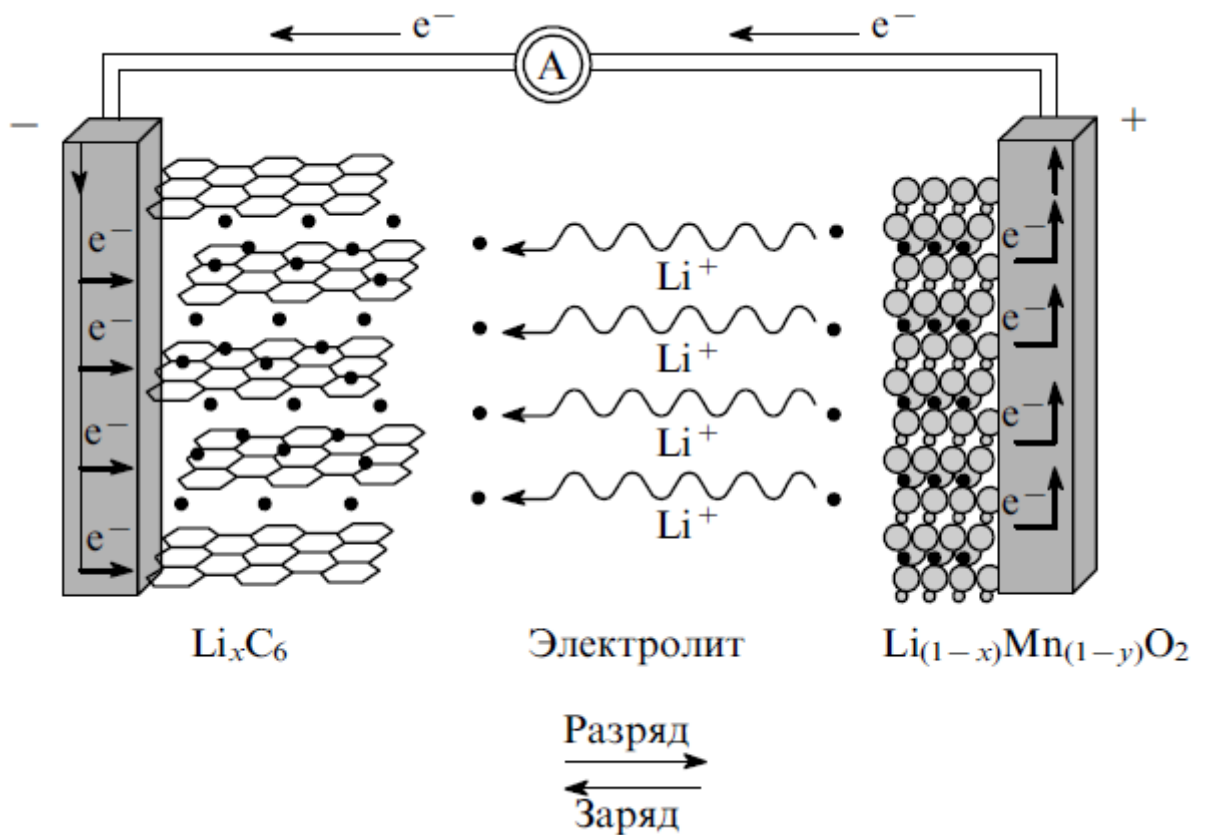 e⁻ e⁻
A
− +
e⁻ e⁻
Li⁺
e⁻ e⁻
Li⁺
e⁻ e⁻
Li⁺
e⁻ e⁻
Li⁺
LiₓC₆ Электролит Li₍₁₋ₓ₎Mn₍₁₋y₎O₂
Разряд
Заряд